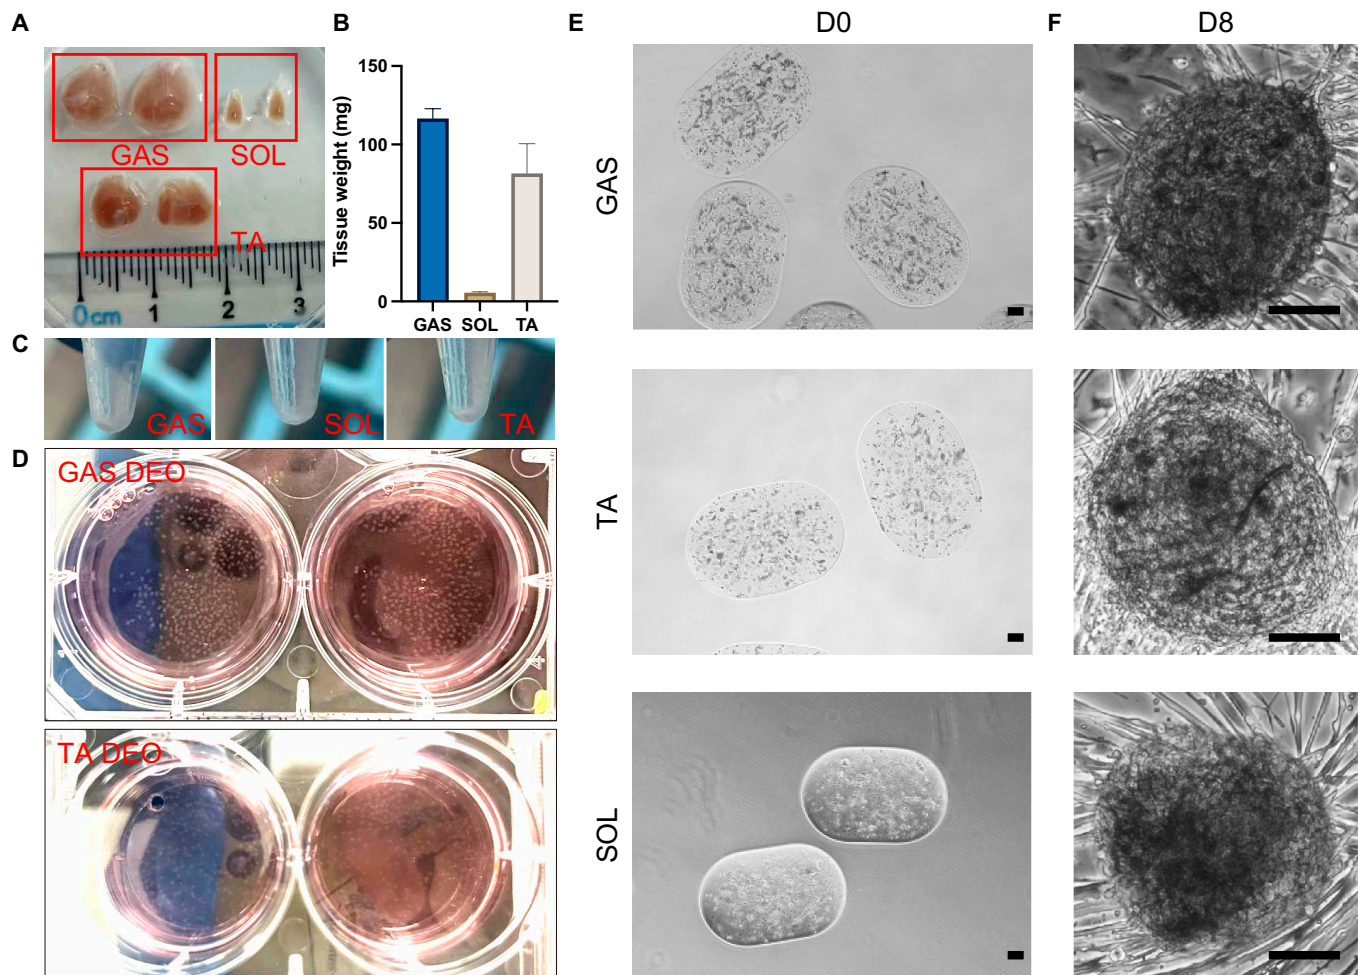 A
GAS
SOL
TA
0cm 1 2 3
B
Tissue weight (mg)
150
100
50
0
GAS SOL TA
C
GAS
SOL
TA
D
GAS DEO
TA DEO
E
D0
GAS
TA
SOL
F
D8